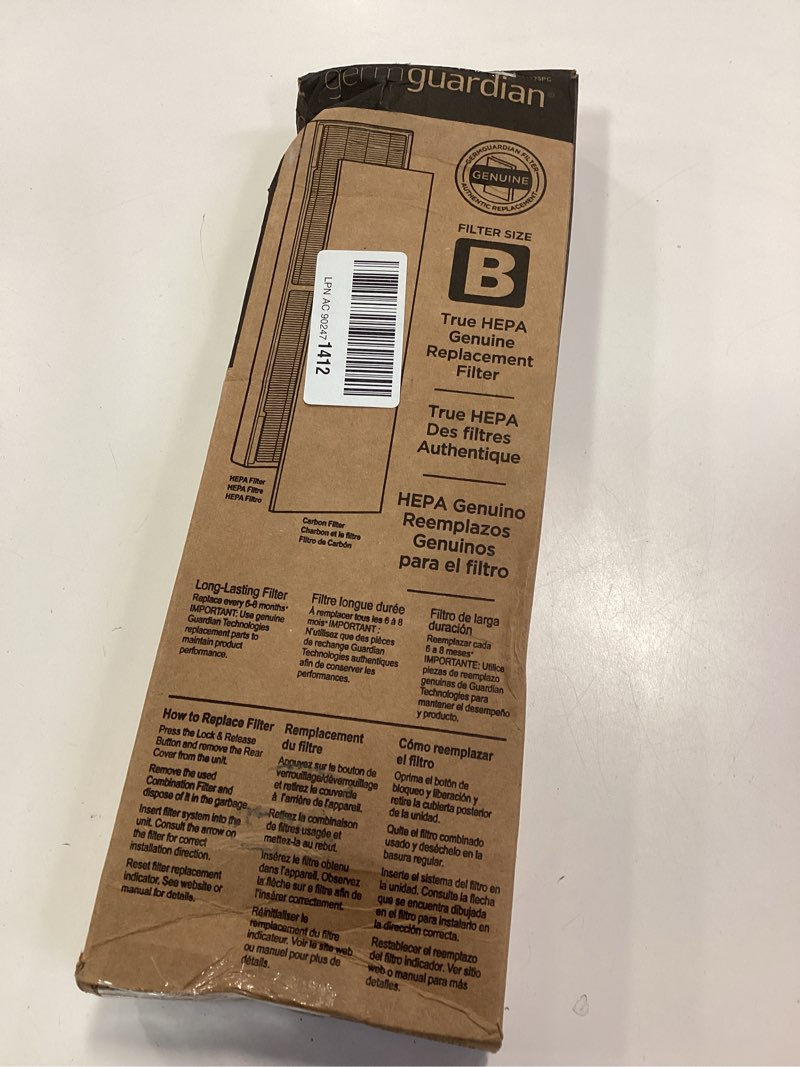 germguardian
GERMGUARDIAN FILTER
GENUINE
AUTHENTIC REPLACEMENT
FILTER SIZE
B
True HEPA
Genuine
Replacement
Filter
True HEPA
Des filtres
Authentique
HEPA Genuino
Reemplazos
Genuinos
para el filtro
LPN AC 902471412
HEPA Filter
HEPA Filtre
HEPA Filtro
Carbon Filter
Charbon et le filtre
Filtro de Carbón
Long-Lasting Filter
Replace every 6-8 months*
IMPORTANT: Use genuine
Guardian Technologies
replacement parts to
maintain product
performance.
Filtre longue durée
À remplacer tous les 6 à 8
mois* IMPORTANT :
N'utilisez que des pièces
de rechange Guardian
Technologies authentiques
afin de conserver les
performances.
Filtro de larga
duración
Reemplazar cada
6 a 8 meses*
IMPORTANTE: Utilice
piezas de reemplazo
genuinas de Guardian
Technologies para
mantener el desempeño
y producto.
How to Replace Filter
Press the Lock & Release
Button and remove the Rear
Cover from the unit.
Remove the used
Combination Filter and
dispose of it in the garbage.
Insert filter system into the
unit. Consult the arrow on
the filter for correct
installation direction.
Reset filter replacement
indicator. See website or
manual for details.
Remplacement
du filtre
Appuyez sur le bouton de
verrouillage/déverrouillage
et retirez le couvercle
à l'arrière de l'appareil.
Retirez la combinaison
de filtres usagée et
mettez-la au rebut.
Insérez le filtre obtenu
dans l'appareil. Observez
la flèche sur e filtre afin de
l'insérer correctement.
Réinitialiser le
remplacement du filtre
indicateur. Voir le site web
ou manuel pour plus de
détails.
Cómo reemplazar
el filtro
Oprima el botón de
bloqueo y liberación y
retire la cubierta posterior
de la unidad.
Quite el filtro combinado
usado y deséchelo en la
basura regular.
Inserte el sistema del filtro en
la unidad. Consulte la flecha
que se encuentra dibujada
en el filtro para instalarlo en
la dirección correcta.
Restablecer el reemplazo
del filtro indicador. Ver sitio
web o manual para más
detalles.